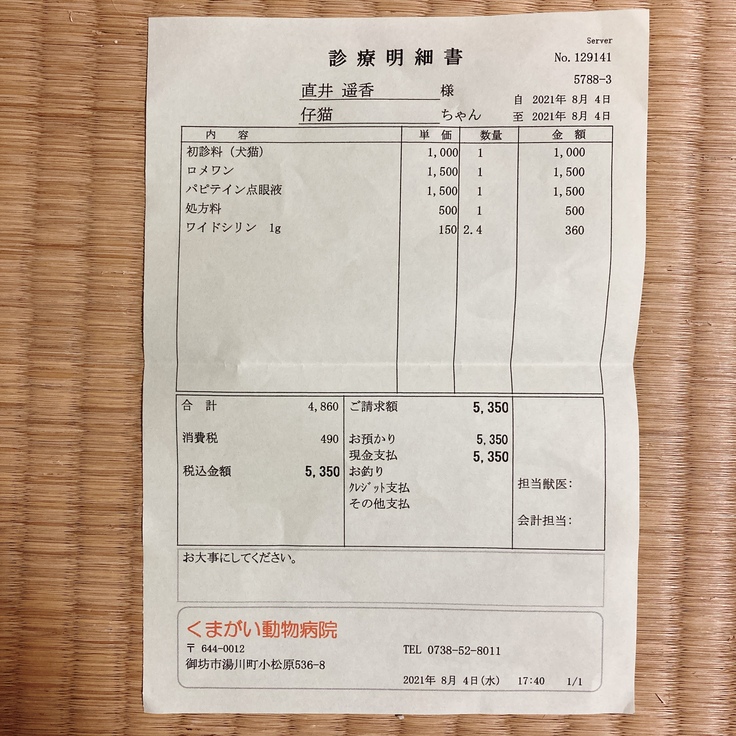 Server
診療明細書
No. 129141
5788-3
直井 遥香 様
自 2021年 8月 4日
仔猫 ちゃん
至 2021年 8月 4日
内 容 単 価 数量 金 額
初診料（犬猫） 1,000 1 1,000
ロメワン 1,500 1 1,500
パピテイン点眼液 1,500 1 1,500
処方料 500 1 500
ワイドシリン 1g 150 2.4 360
合 計 4,860 ご請求額 5,350
消費税 490 お預かり 5,350
現金支払 5,350
税込金額 5,350 お釣り
ｸﾚｼﾞｯﾄ支払
担当獣医:
その他支払
会計担当:
お大事にしてください。
くまがい動物病院
〒 644-0012 TEL 0738-52-8011
御坊市湯川町小松原536-8
2021年 8月 4日(水) 17:40 1/1